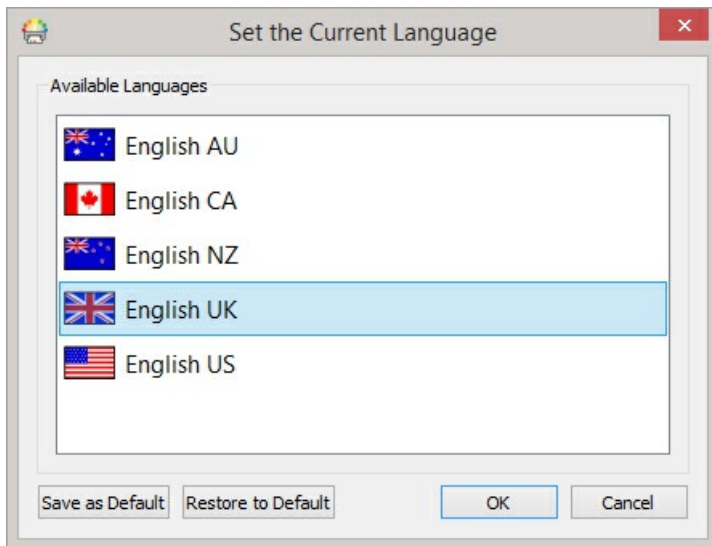 Set the Current Language
Available Languages
English AU
English CA
English NZ
English UK
English US
Save as Default Restore to Default OK Cancel